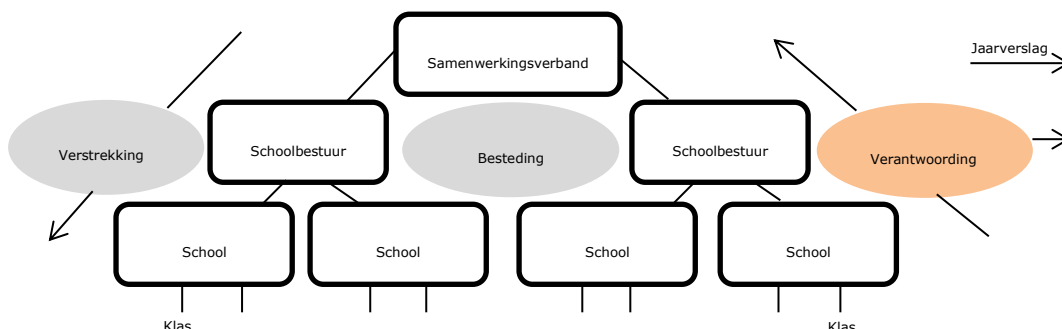 Jaarverslag
Samenwerkingsverband
Verstrekking
Schoolbestuur
Besteding
Schoolbestuur
Verantwoording
School
School
School
School
Klas
Klas